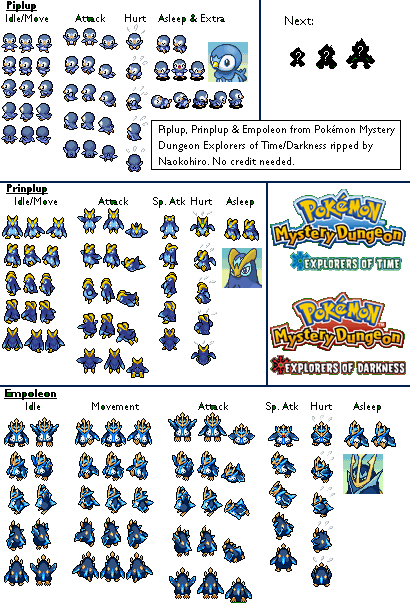 Piplup
Idle/Move Attack Hurt Asleep & Extra
Next:
? ? ?
Piplup, Prinplup & Empoleon from Pokémon Mystery
Dungeon Explorers of Time/Darkness ripped by
Naokohiro. No credit needed.
Prinplup
Idle/Move Attack Sp. Atk Hurt Asleep
POKéMON
Mystery Dungeon
EXPLORERS OF TIME
POKéMON
Mystery Dungeon
EXPLORERS OF DARKNESS
Empoleon
Idle Movement Attack Sp. Atk Hurt Asleep